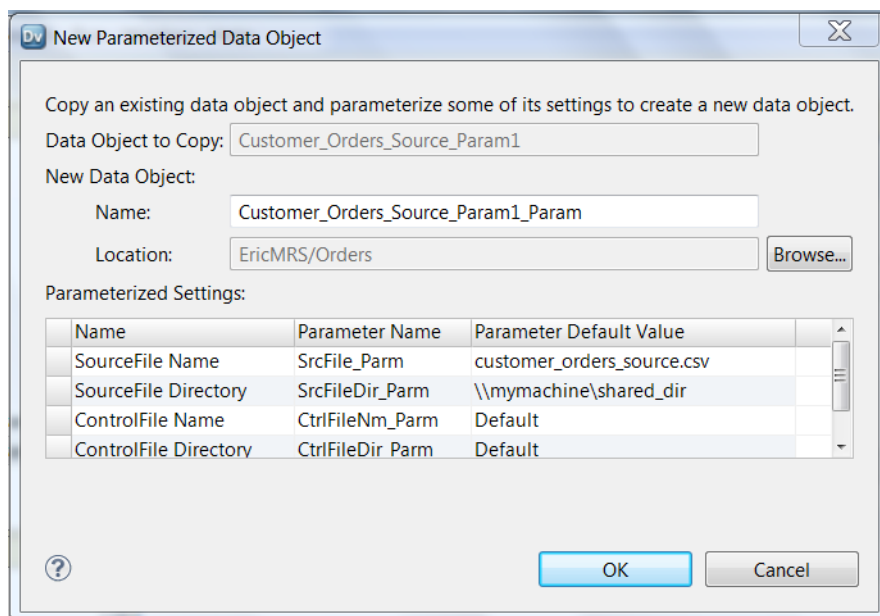 Dv New Parameterized Data Object
Copy an existing data object and parameterize some of its settings to create a new data object.
Data Object to Copy: Customer_Orders_Source_Param1
New Data Object:
Name: Customer_Orders_Source_Param1_Param
Location: EricMRS/Orders Browse...
Parameterized Settings:
Name Parameter Name Parameter Default Value
SourceFile Name SrcFile_Parm customer_orders_source.csv
SourceFile Directory SrcFileDir_Parm \\mymachine\shared_dir
ControlFile Name CtrlFileNm_Parm Default
ControlFile Directory CtrlFileDir_Parm Default
? OK Cancel